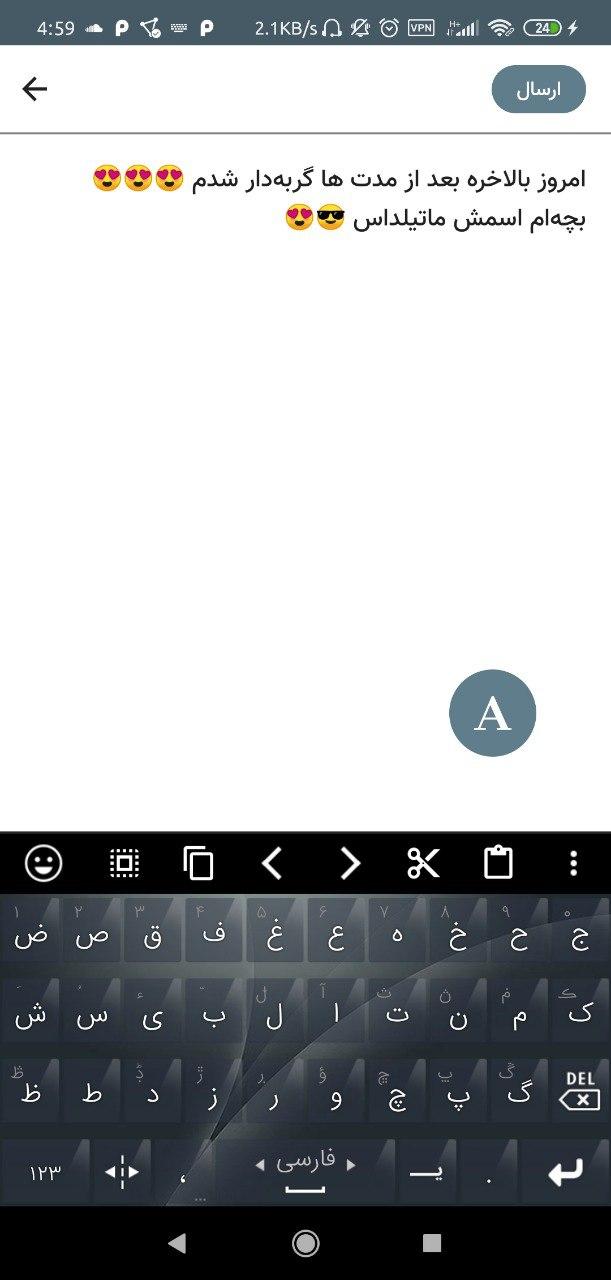 4:59 2.1KB/s VPN H+ 24
ارسال
امروز بالاخره بعد از مدت ها گربه‌دار شدم 😍😍😍
بچه‌ام اسمش ماتیلداس 😎😍
A
۱ ۲ ۳ ۴ ۵ ۶ ۷ ۸ ۹ ۰
ض ص ق ف غ ع ه خ ح ج
ش س ی ب ل ا ت ن م ک
ظ ط د ز ر و چ پ گ DEL
۱۲۳ ، فارسی .